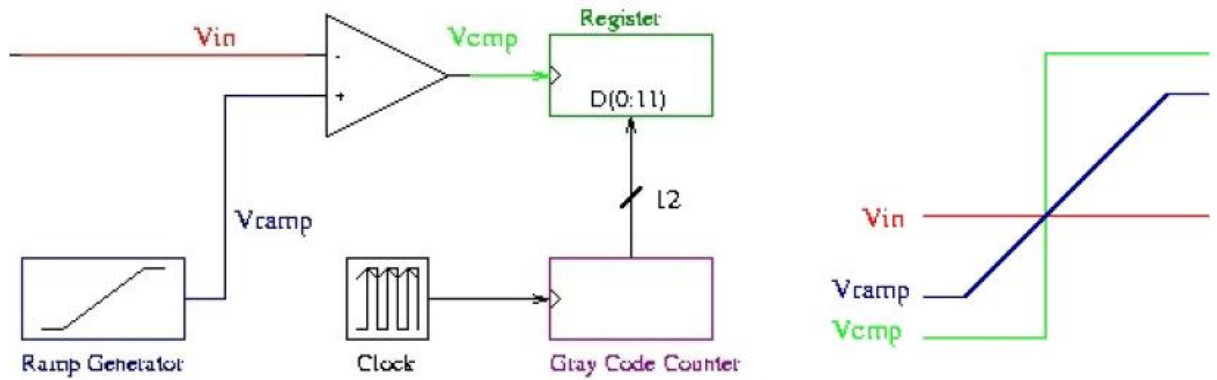 Register
Vin
Vcmp
-
+
D(0:11)
12
Vramp
Ramp Generator
Clock
Gray Code Counter
Vin
Vramp
Vcmp